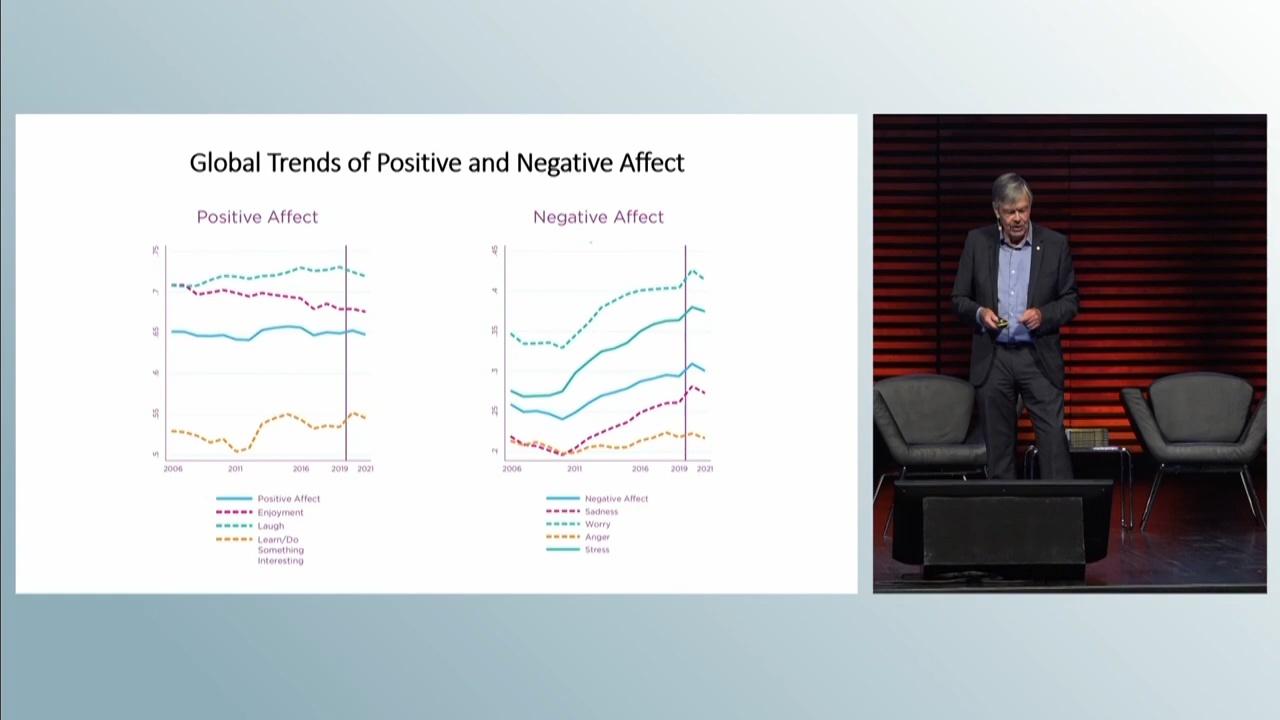 Global Trends of Positive and Negative Affect
Positive Affect
.75
.7
.65
.6
.55
.5
2006 2011 2016 2019 2021
Positive Affect
Enjoyment
Laugh
Learn/Do
Something
Interesting
Negative Affect
.45
.4
.35
.3
.25
.2
2006 2011 2016 2019 2021
Negative Affect
Sadness
Worry
Anger
Stress